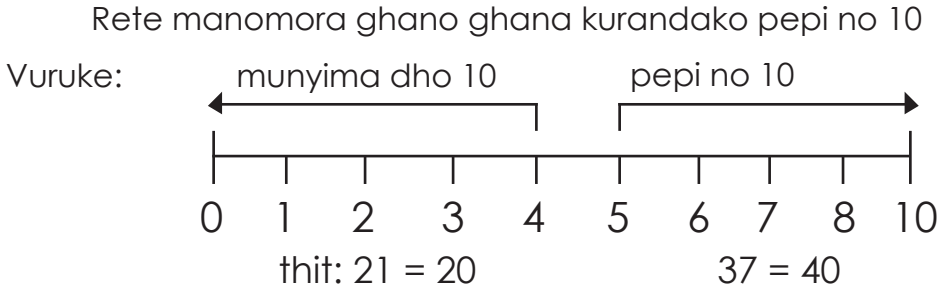 Rete manomora ghano ghana kurandako pepi no 10
Vuruke: munyima dho 10 pepi no 10
0 1 2 3 4 5 6 7 8 10
thit: 21 = 20 37 = 40